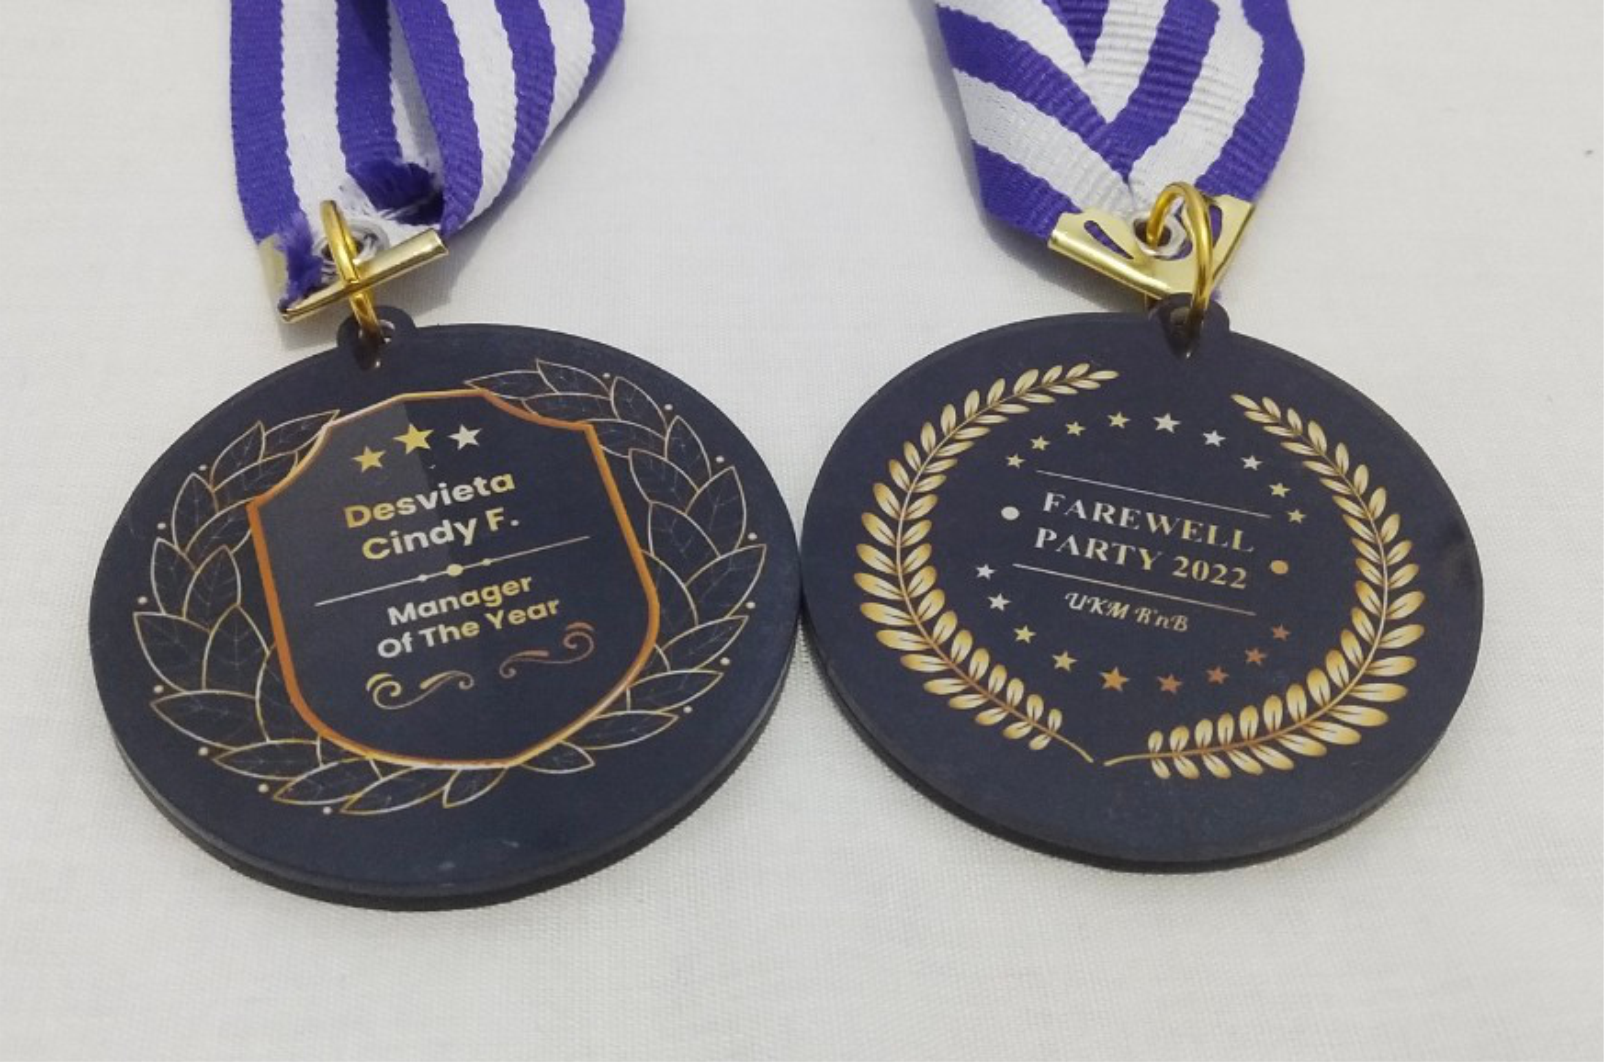 Desvieta
Cindy F.
Manager
Of The Year
FAREWELL
PARTY 2022
UKM R'nB